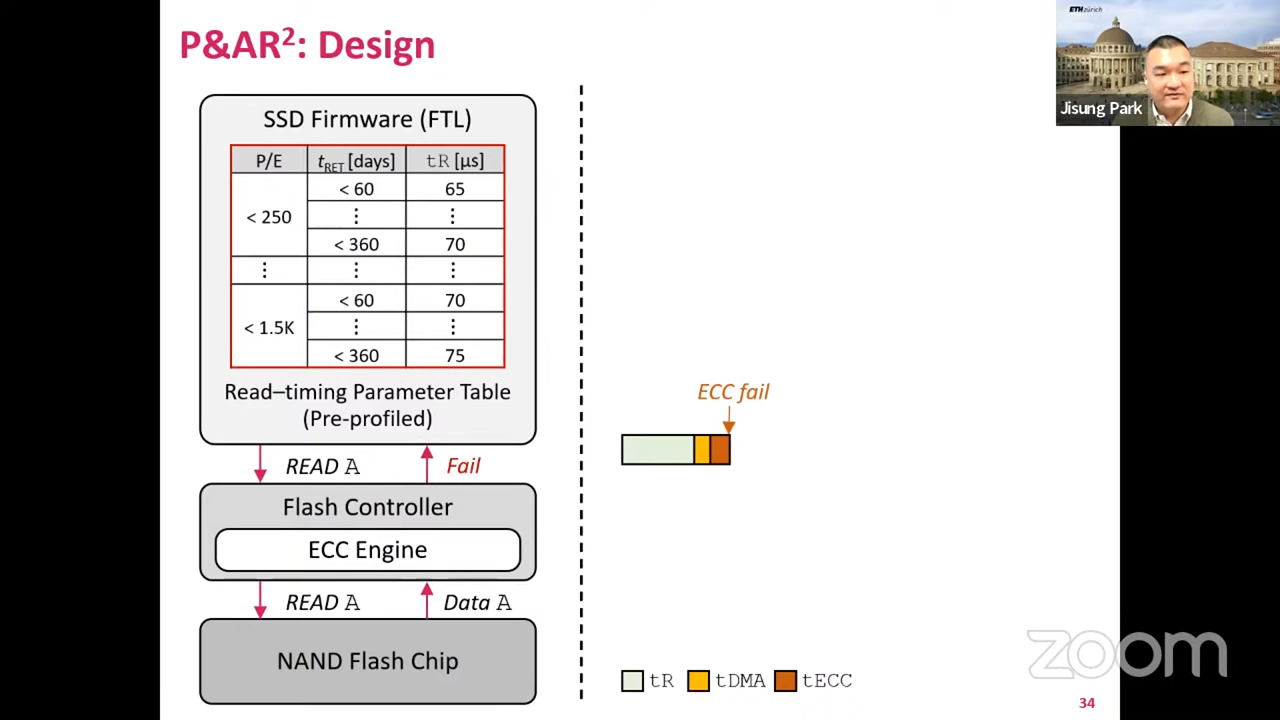 P&AR²: Design
ETH zürich
Jisung Park
SSD Firmware (FTL)
P/E tRET [days] tR [µs]
< 250 < 60 65
⋮ ⋮
< 360 70
⋮ ⋮ ⋮
< 1.5K < 60 70
⋮ ⋮
< 360 75
Read–timing Parameter Table
(Pre-profiled)
READ A Fail
Flash Controller
ECC Engine
READ A Data A
NAND Flash Chip
ECC fail
tR tDMA tECC
zoom
34